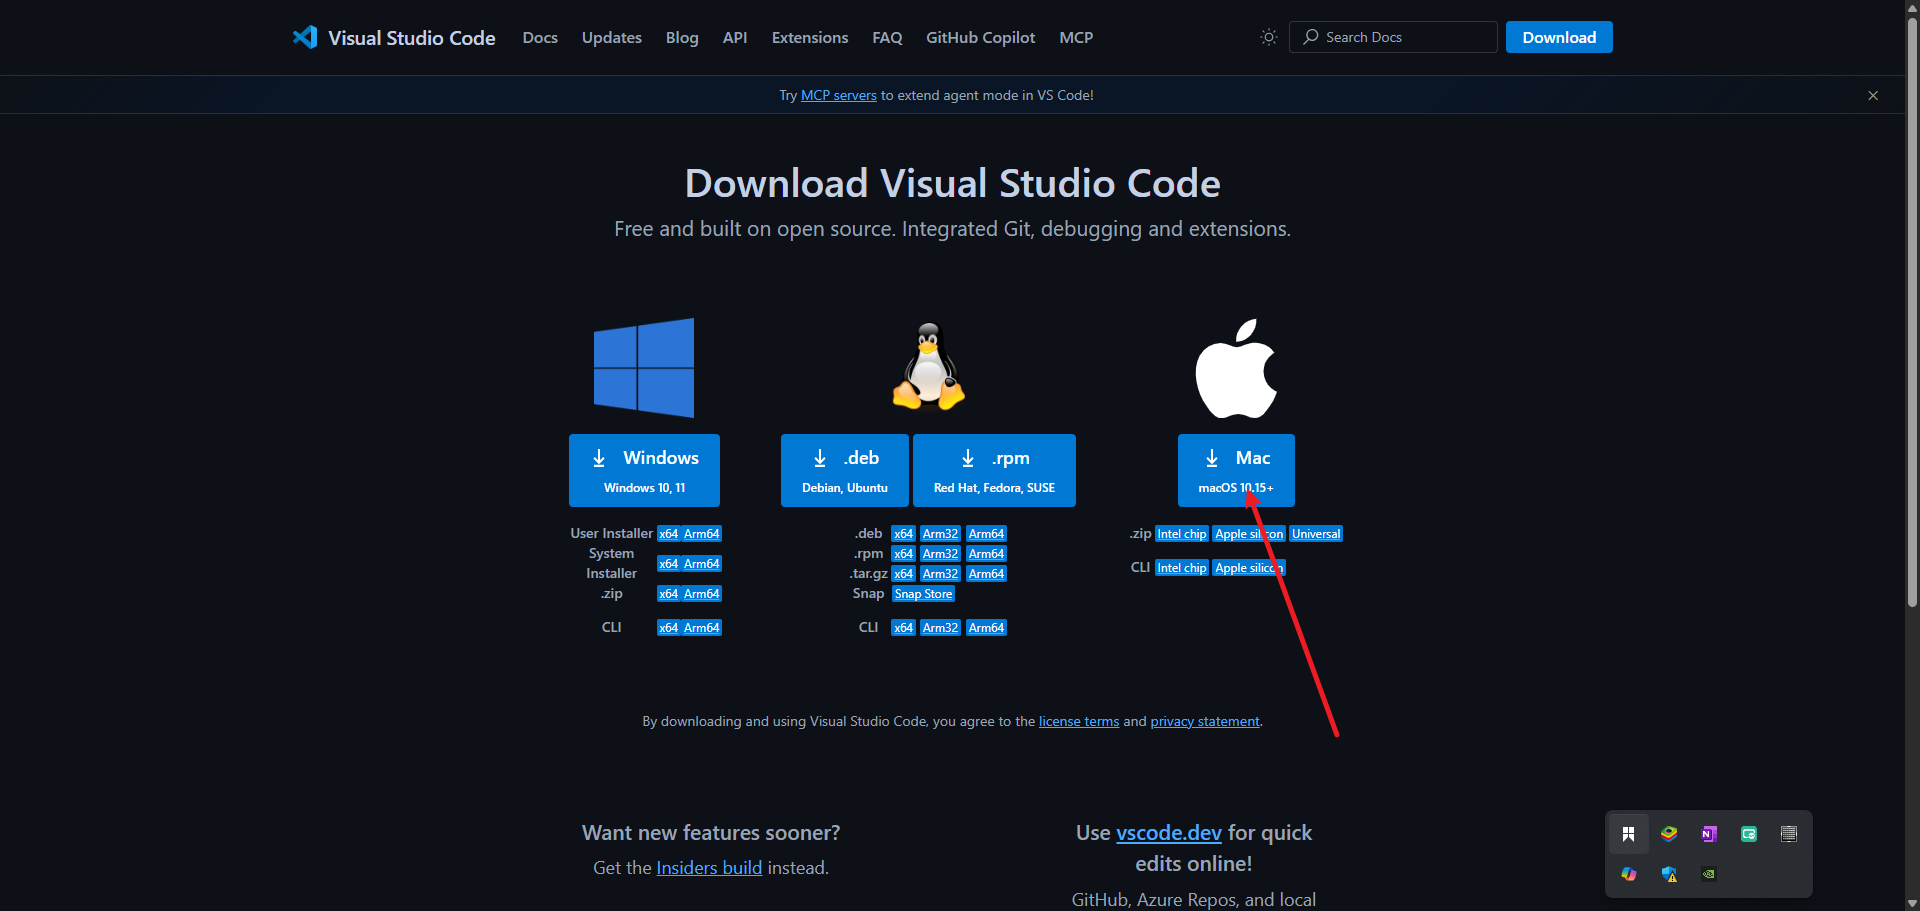 Visual Studio Code Docs Updates Blog API Extensions FAQ GitHub Copilot MCP Search Docs Download
Try MCP servers to extend agent mode in VS Code!
Download Visual Studio Code
Free and built on open source. Integrated Git, debugging and extensions.
Windows
Windows 10, 11
User Installer x64 Arm64
System
Installer x64 Arm64
.zip x64 Arm64
CLI x64 Arm64
.deb
Debian, Ubuntu
.rpm
Red Hat, Fedora, SUSE
.deb x64 Arm32 Arm64
.rpm x64 Arm32 Arm64
.tar.gz x64 Arm32 Arm64
Snap Snap Store
CLI x64 Arm32 Arm64
Mac
macOS 10.15+
.zip Intel chip Apple silicon Universal
CLI Intel chip Apple silicon
By downloading and using Visual Studio Code, you agree to the license terms and privacy statement.
Want new features sooner?
Get the Insiders build instead.
Use vscode.dev for quick
edits online!
GitHub, Azure Repos, and local